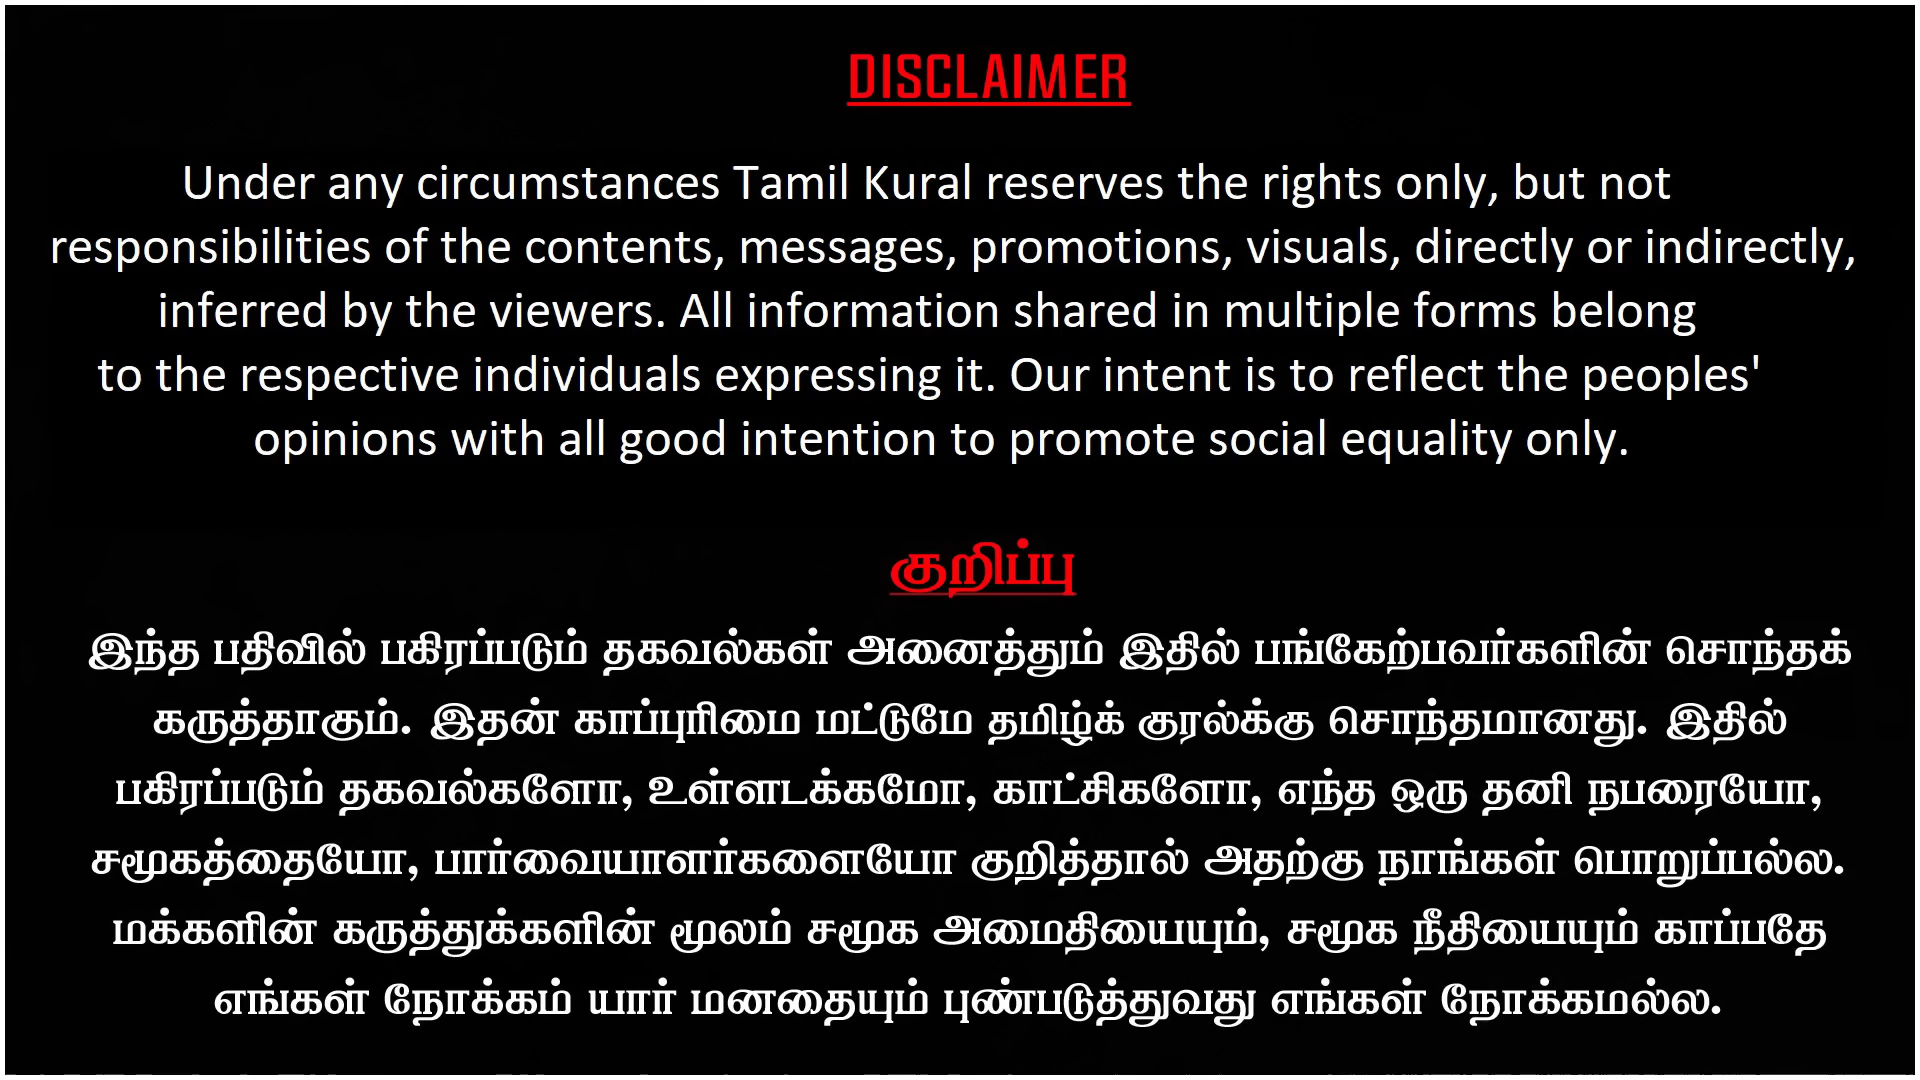 DISCLAIMER
Under any circumstances Tamil Kural reserves the rights only, but not
responsibilities of the contents, messages, promotions, visuals, directly or indirectly,
inferred by the viewers. All information shared in multiple forms belong
to the respective individuals expressing it. Our intent is to reflect the peoples'
opinions with all good intention to promote social equality only.
குறிப்பு
இந்த பதிவில் பகிரப்படும் தகவல்கள் அனைத்தும் இதில் பங்கேற்பவர்களின் சொந்தக்
கருத்தாகும். இதன் காப்புரிமை மட்டுமே தமிழ்க் குரல்க்கு சொந்தமானது. இதில்
பகிரப்படும் தகவல்களோ, உள்ளடக்கமோ, காட்சிகளோ, எந்த ஒரு தனி நபரையோ,
சமூகத்தையோ, பார்வையாளர்களையோ குறித்தால் அதற்கு நாங்கள் பொறுப்பல்ல.
மக்களின் கருத்துக்களின் மூலம் சமூக அமைதியையும், சமூக நீதியையும் காப்பதே
எங்கள் நோக்கம் யார் மனதையும் புண்படுத்துவது எங்கள் நோக்கமல்ல.